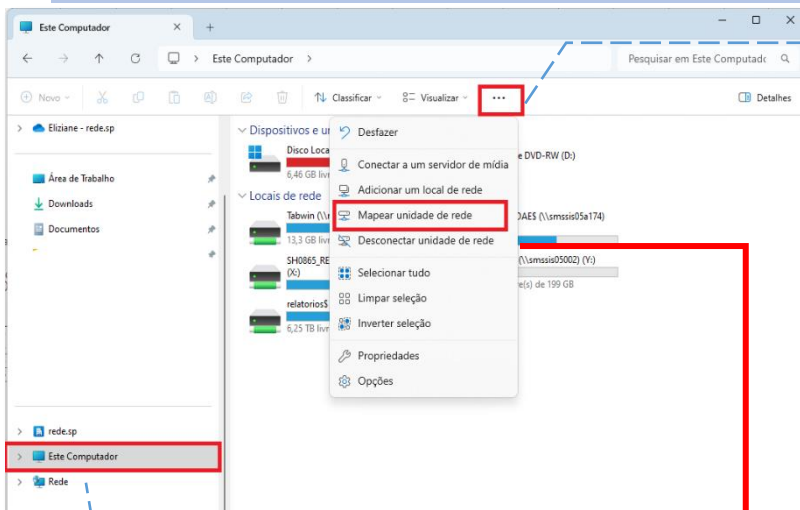 Este Computador
Este Computador
Pesquisar em Este Computadc
Novo
Classificar
Visualizar
Detalhes
Eliziane - rede.sp
Área de Trabalho
Downloads
Documentos
rede.sp
Este Computador
Rede
Dispositivos e ur
Disco Loca
6,46 GB livr
e DVD-RW (D:)
Locais de rede
Tabwin (\\r
13,3 GB livr
DAE$ (\\smssis05a174)
SH0865_RE
(X:)
(\\smssis05002) (Y:)
re(s) de 199 GB
relatorios$
6,25 TB livr
Desfazer
Conectar a um servidor de mídia
Adicionar um local de rede
Mapear unidade de rede
Desconectar unidade de rede
Selecionar tudo
Limpar seleção
Inverter seleção
Propriedades
Opções